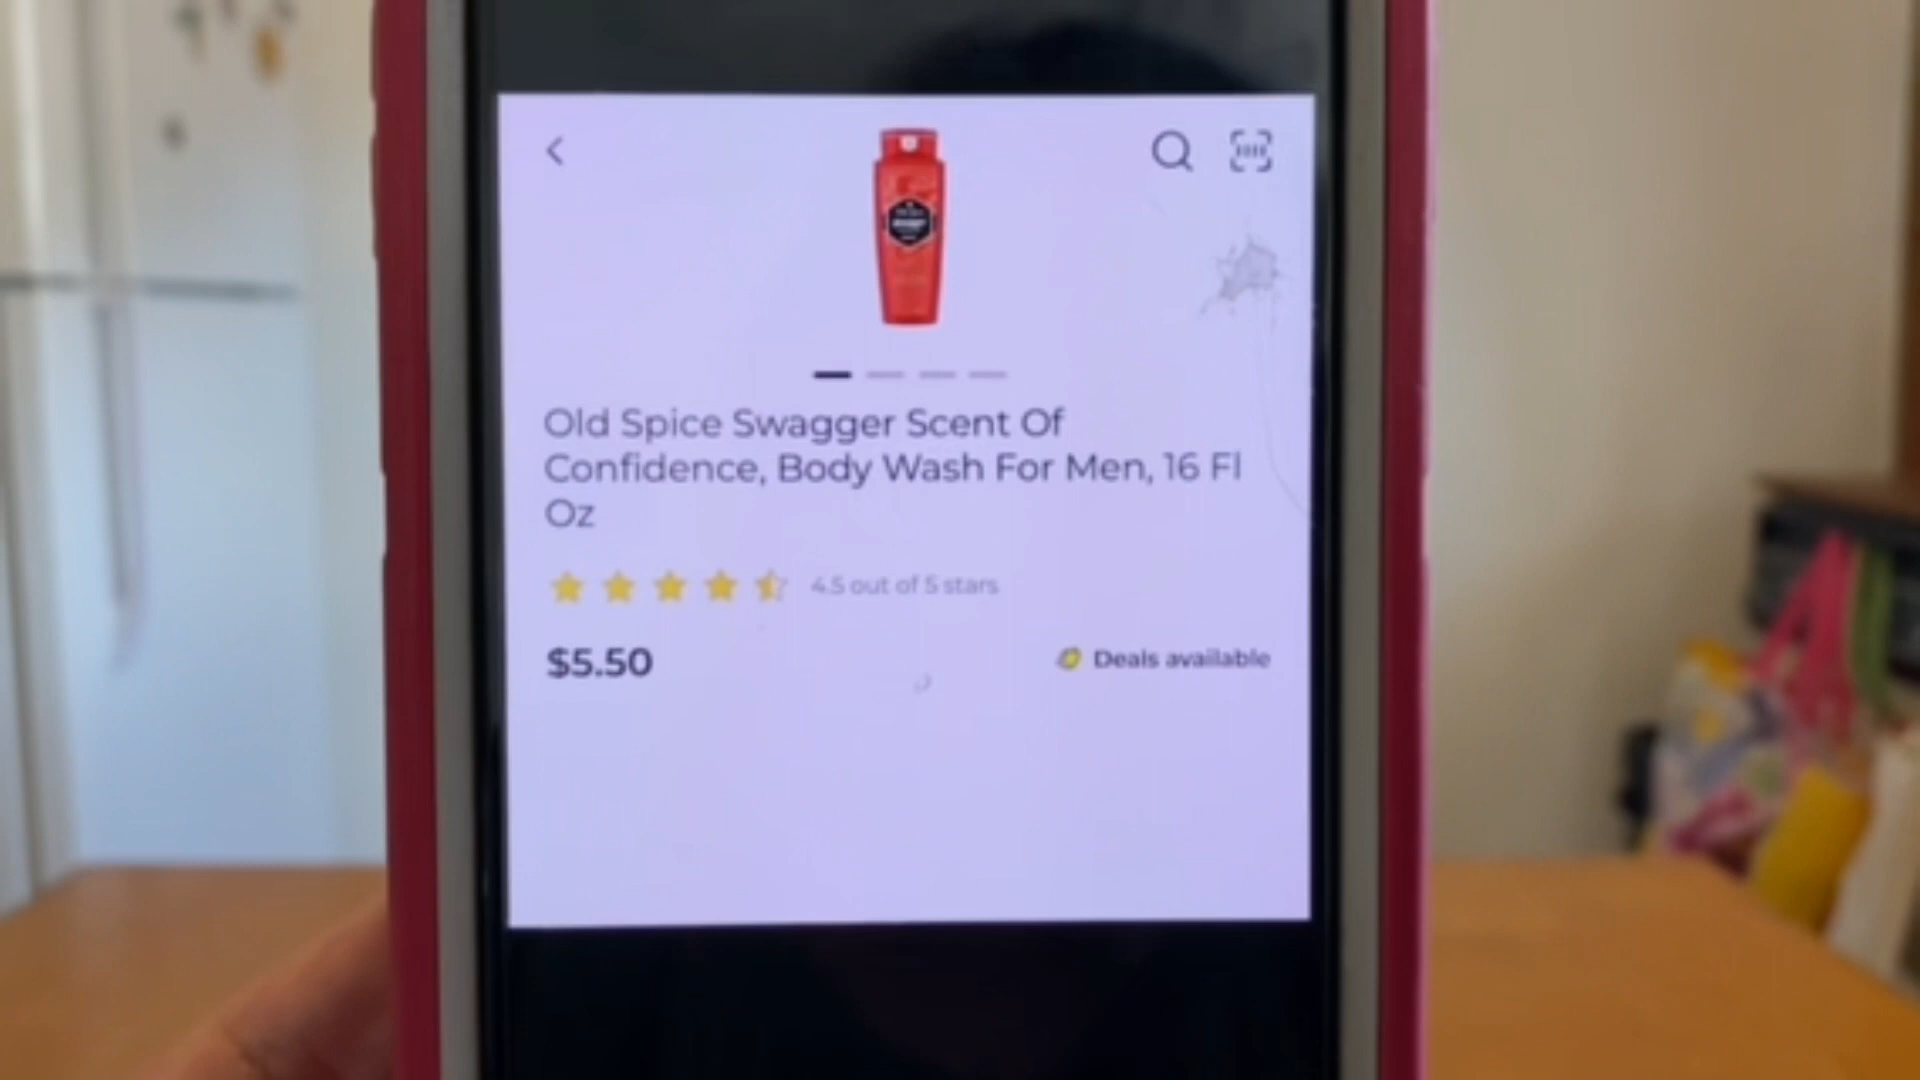 Old Spice Swagger Scent Of
Confidence, Body Wash For Men, 16 Fl
Oz
4.5 out of 5 stars
$5.50
Deals available